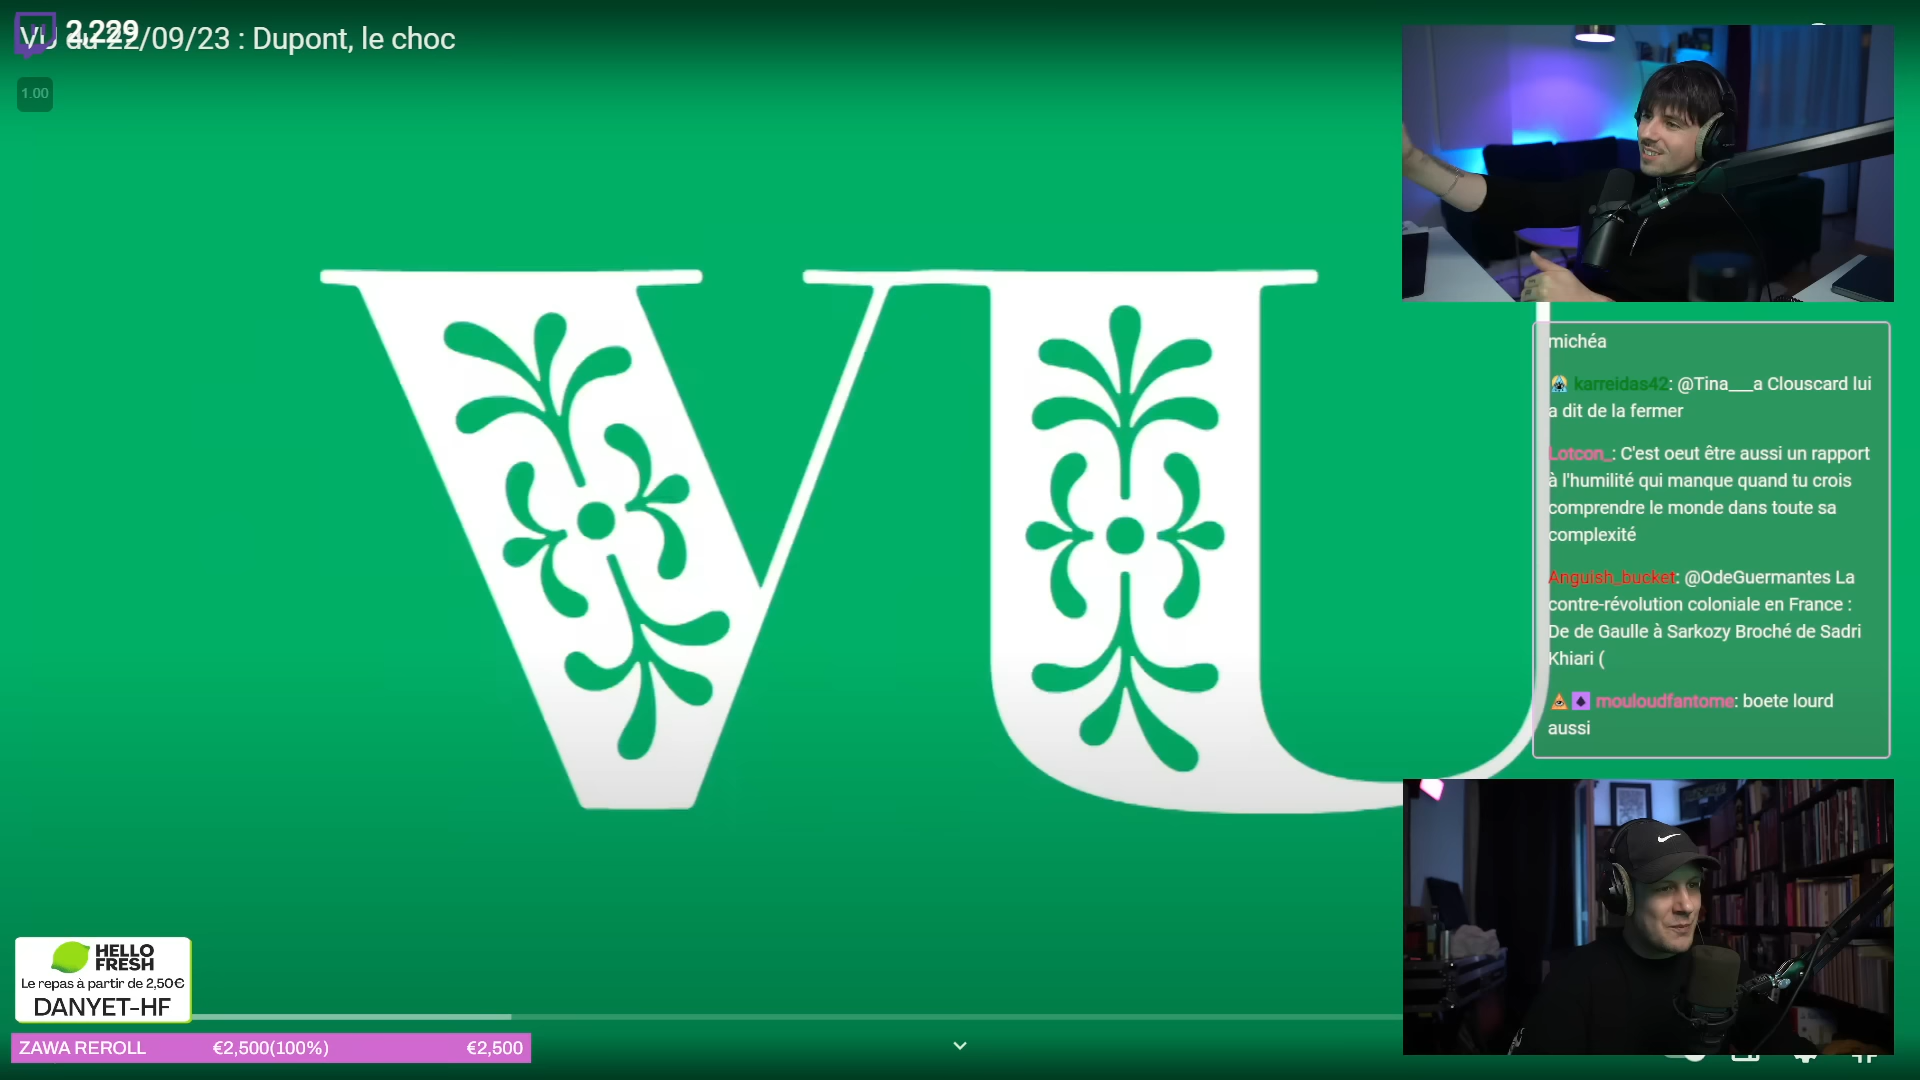 2,229
VU du 22/09/23 : Dupont, le choc
1.00
VU
michéa
karreidas42: @Tina___a Clouscard lui
a dit de la fermer
Lotcon_: C'est oeut être aussi un rapport
à l'humilité qui manque quand tu crois
comprendre le monde dans toute sa
complexité
Anguish_bucket: @OdeGuermantes La
contre-révolution coloniale en France :
De de Gaulle à Sarkozy Broché de Sadri
Khiari (
mouloudfantome: boete lourd
aussi
HELLO
FRESH
Le repas à partir de 2,50€
DANYET-HF
ZAWA REROLL €2,500(100%) €2,500